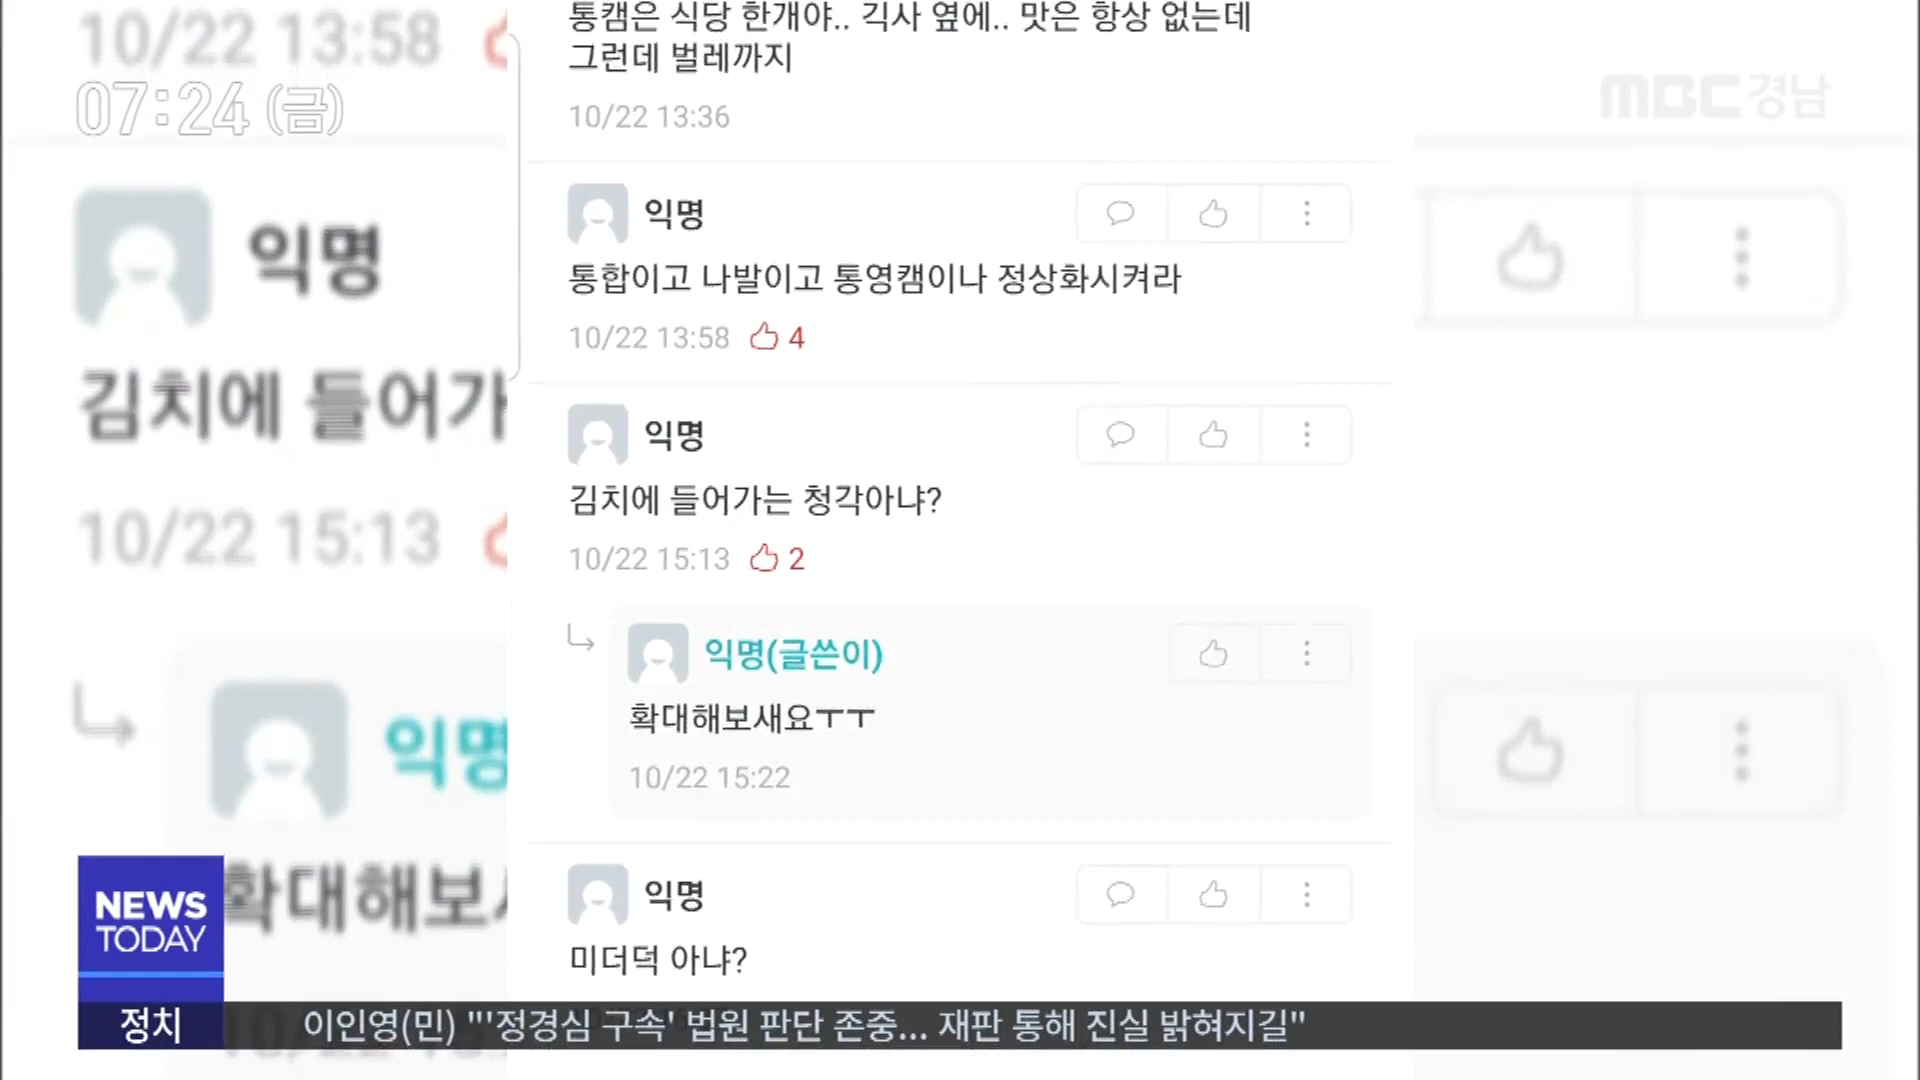 10/22 13:58
07:24 (금)
MBC경남
통캠은 식당 한개야.. 긱사 옆에.. 맛은 항상 없는데
그런데 벌레까지
10/22 13:36
익명
통합이고 나발이고 통영캠이나 정상화시켜라
10/22 13:58 4
익명
김치에 들어가는 청각아냐?
10/22 15:13 2
익명(글쓴이)
확대해보새요ㅜㅜ
10/22 15:22
익명
미더덕 아냐?
익명
김치에 들어가
10/22 15:13
익명
확대해보
NEWS
TODAY
정치
이인영(민) "'정경심 구속' 법원 판단 존중... 재판 통해 진실 밝혀지길"